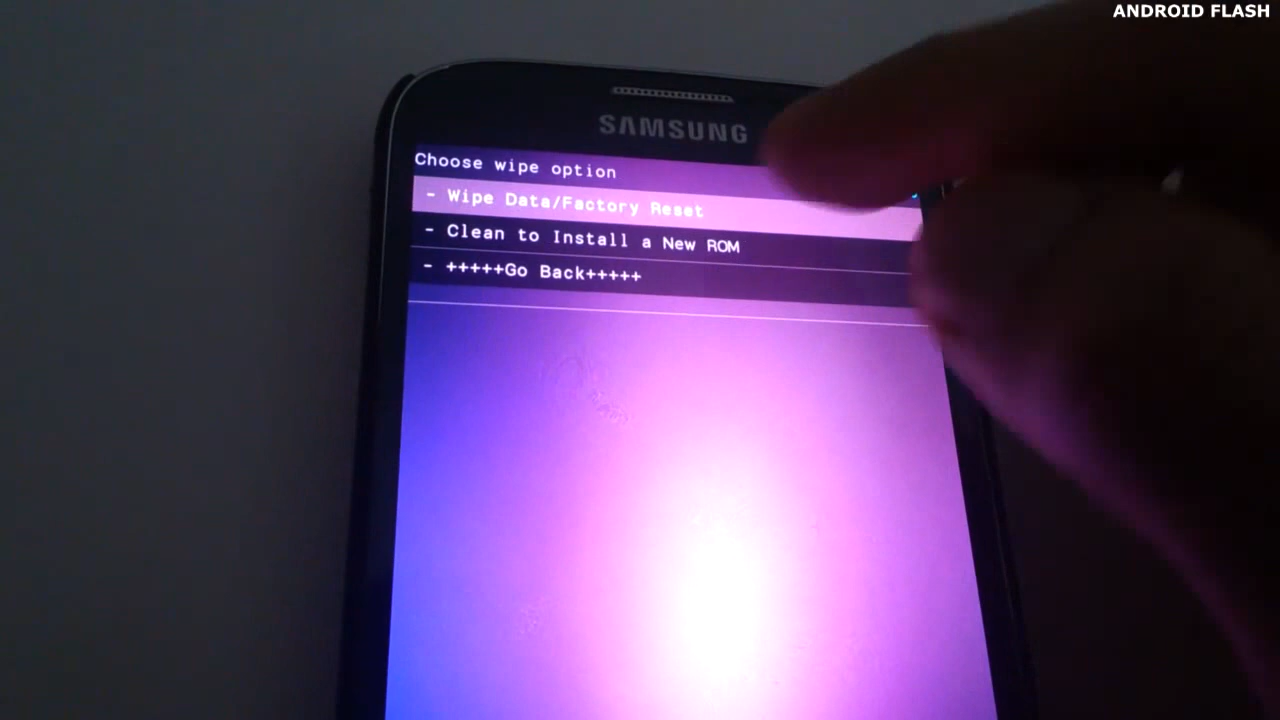 ANDROID FLASH
SAMSUNG
Choose wipe option
- Wipe Data/Factory Reset
- Clean to Install a New ROM
- +++++Go Back+++++